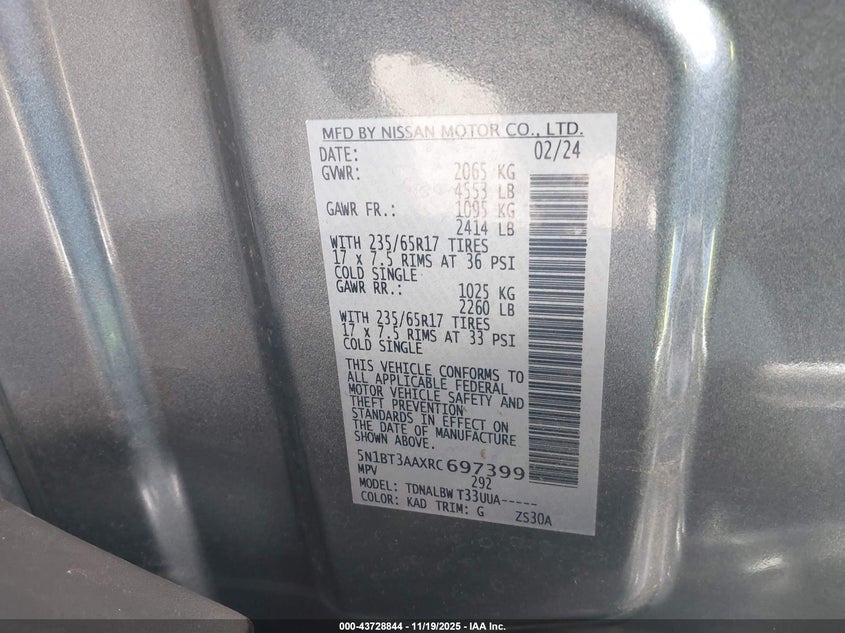 MFD BY NISSAN MOTOR CO., LTD.
DATE: 02/24
GVWR: 2065 KG
4553 LB
GAWR FR.: 1095 KG
2414 LB
WITH 235/65R17 TIRES
17 x 7.5 RIMS AT 36 PSI
COLD SINGLE
GAWR RR.: 1025 KG
2260 LB
WITH 235/65R17 TIRES
17 x 7.5 RIMS AT 33 PSI
COLD SINGLE
THIS VEHICLE CONFORMS TO
ALL APPLICABLE FEDERAL
MOTOR VEHICLE SAFETY AND
THEFT PREVENTION
STANDARDS IN EFFECT ON
THE DATE OF MANUFACTURE
SHOWN ABOVE.
5N1BT3AAXRC697399
MPV 292
MODEL: TDNALBW T33UUA-----
COLOR: KAD TRIM: G ZS30A
000-43728844 - 11/19/2025 - IAA Inc.